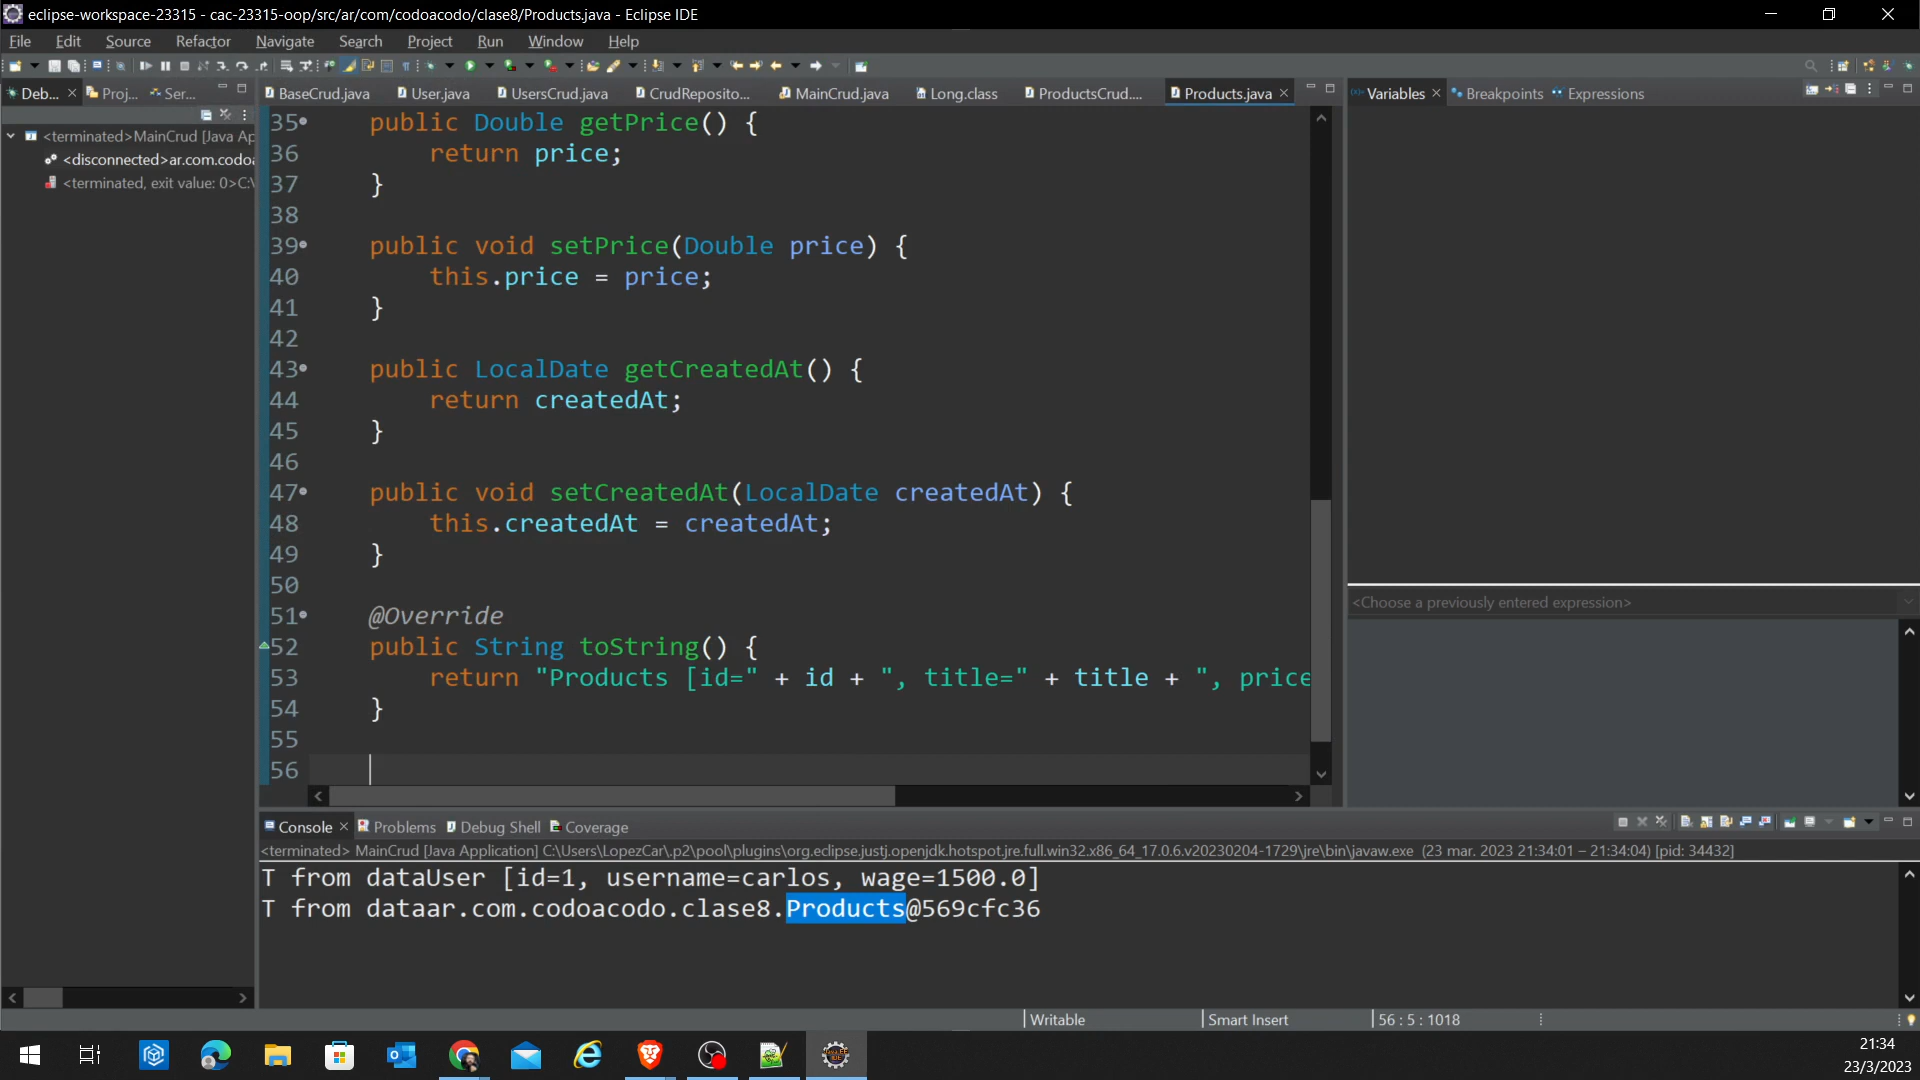 eclipse-workspace-23315 - cac-23315-oop/src/ar/com/codoacodo/clase8/Products.java - Eclipse IDE
File Edit Source Refactor Navigate Search Project Run Window Help
Deb... Proj... Ser...
BaseCrud.java User.java UsersCrud.java CrudReposito... MainCrud.java Long.class ProductsCrud.... Products.java
Variables Breakpoints Expressions
<terminated>MainCrud [Java Ap
<disconnected>ar.com.codoa
<terminated, exit value: 0>C:\
35 public Double getPrice() {
36 return price;
37 }
38
39 public void setPrice(Double price) {
40 this.price = price;
41 }
42
43 public LocalDate getCreatedAt() {
44 return createdAt;
45 }
46
47 public void setCreatedAt(LocalDate createdAt) {
48 this.createdAt = createdAt;
49 }
50
51 @Override
52 public String toString() {
53 return "Products [id=" + id + ", title=" + title + ", price
54 }
55
56
<Choose a previously entered expression>
Console Problems Debug Shell Coverage
<terminated> MainCrud [Java Application] C:\Users\LopezCar\.p2\pool\plugins\org.eclipse.justj.openjdk.hotspot.jre.full.win32.x86_64_17.0.6.v20230204-1729\jre\bin\javaw.exe (23 mar. 2023 21:34:01 – 21:34:04) [pid: 34432]
T from dataUser [id=1, username=carlos, wage=1500.0]
T from dataar.com.codoacodo.clase8.Products@569cfc36
Writable Smart Insert 56 : 5 : 1018
21:34
23/3/2023